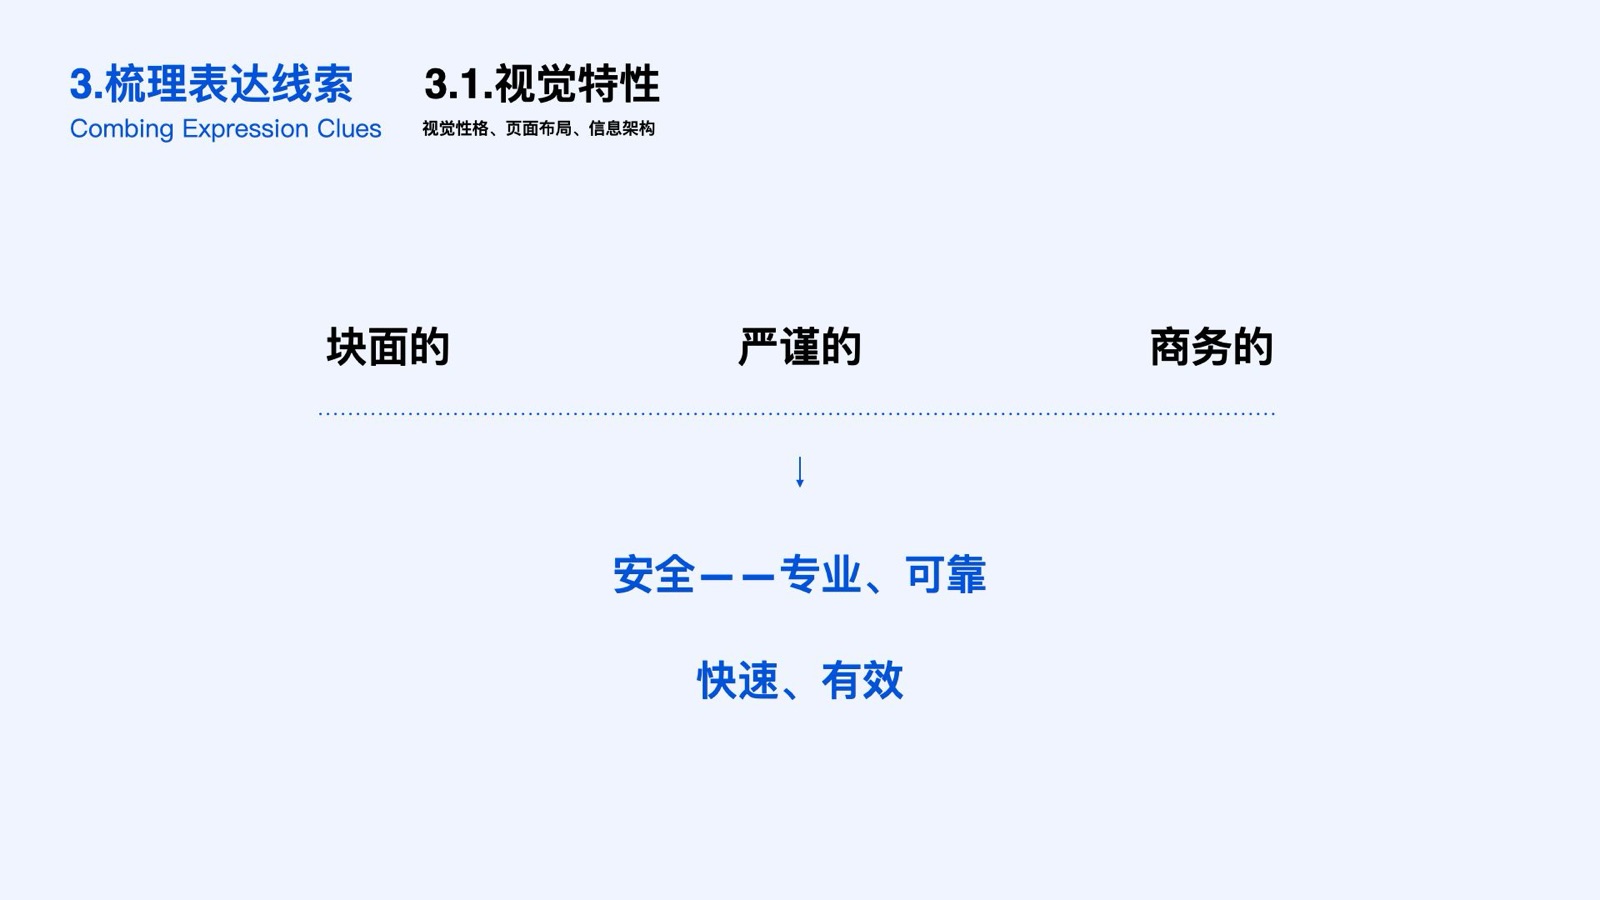 3.梳理表达线索
Combing Expression Clues
3.1.视觉特性
视觉性格、页面布局、信息架构
块面的
严谨的
商务的
安全——专业、可靠
快速、有效